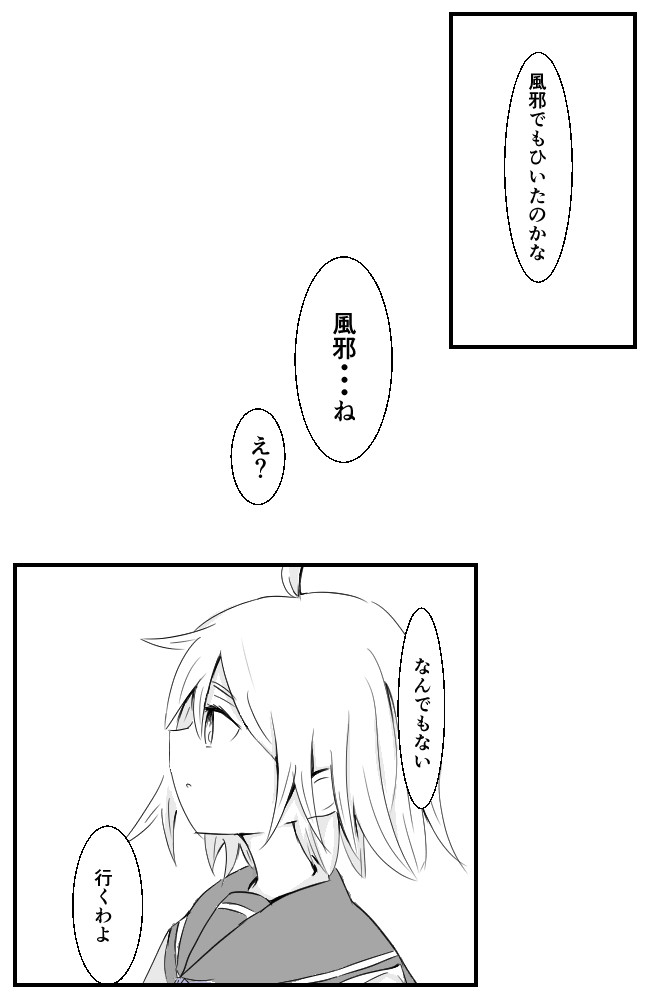 風邪でもひいたのかな
風邪・・・ね
え？
なんでもない
行くわよ